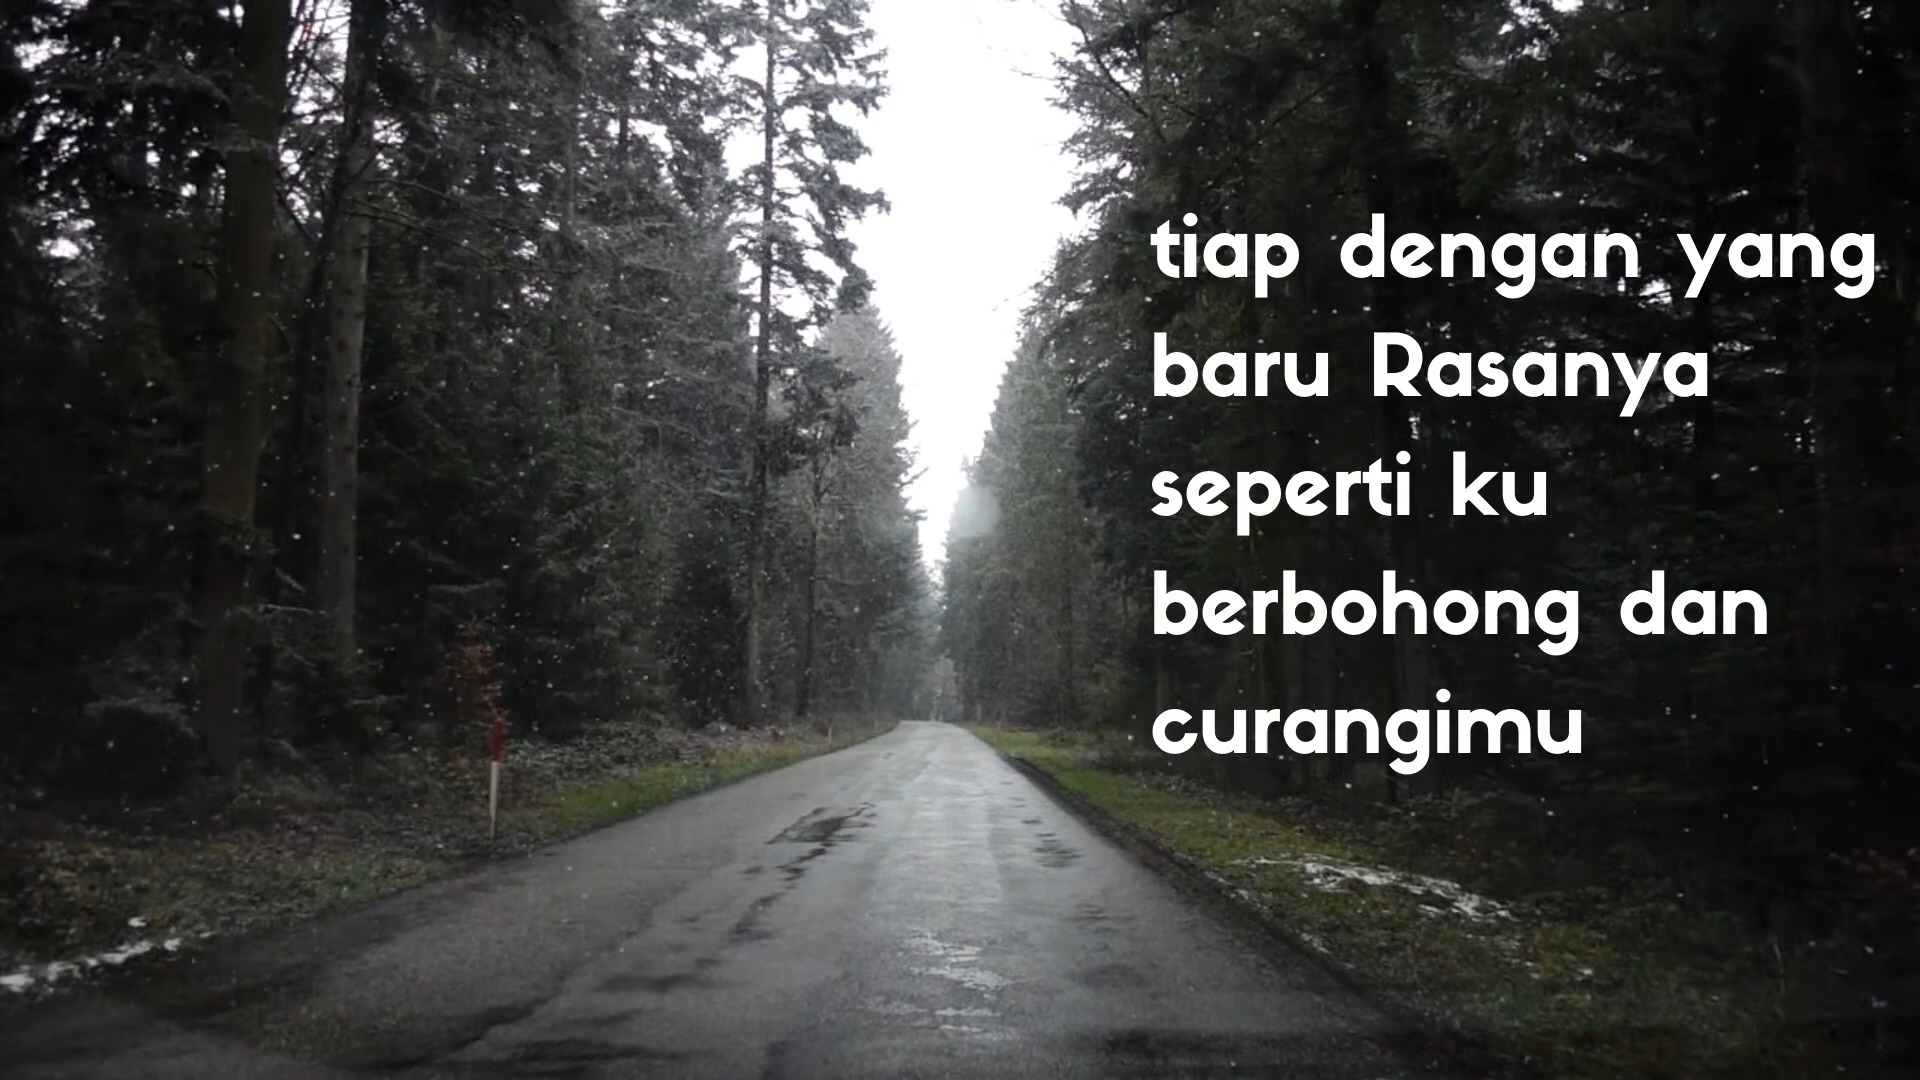 tiap dengan yang
baru Rasanya
seperti ku
berbohong dan
curangimu